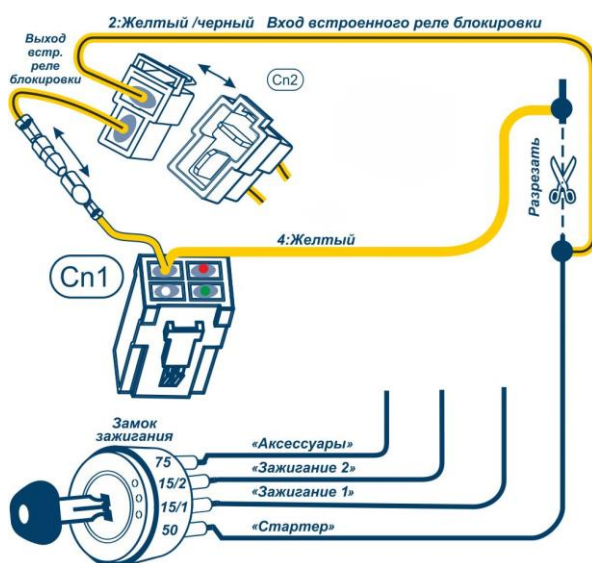 2:Желтый /черный Вход встроенного реле блокировки
Выход
встр.
реле
блокировки
Cn2
Разрезать
4:Желтый
Cn1
Замок
зажигания
«Аксессуары»
75
«Зажигание 2»
15/2
«Зажигание 1»
15/1
«Стартер»
50